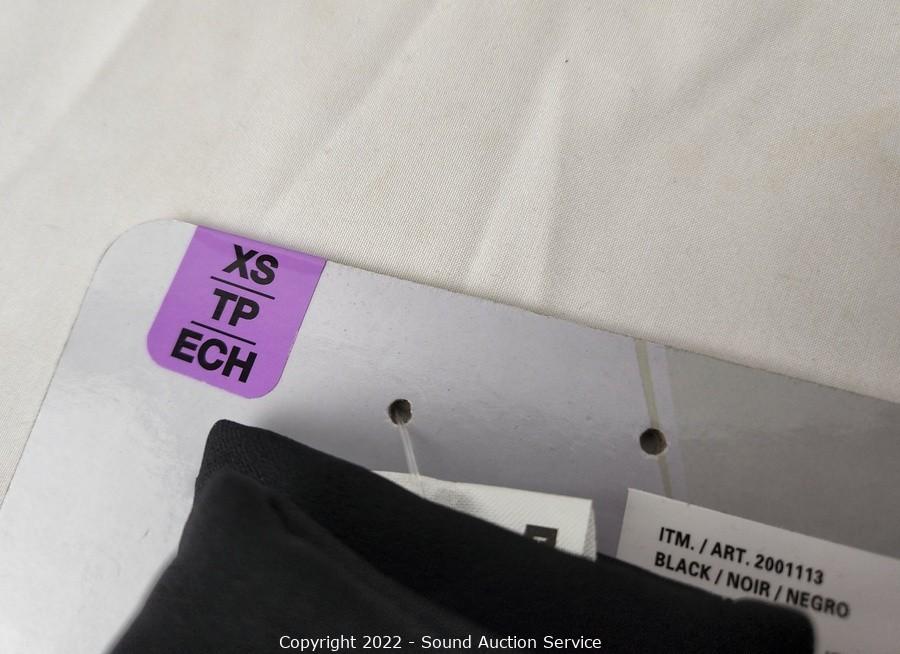 XS
TP
ECH
ITM. / ART. 2001113
BLACK / NOIR / NEGRO
Copyright 2022 - Sound Auction Service